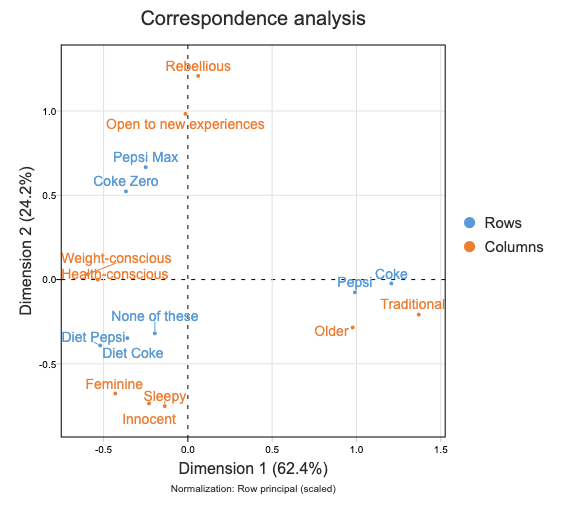 Correspondence analysis
Rebellious
1.0
Open to new experiences
Pepsi Max
Coke Zero
0.5
Rows
Columns
Dimension 2 (24.2%)
Weight-conscious
Health-conscious
0.0
Coke
Pepsi
Traditional
None of these
Older
Diet Pepsi
Diet Coke
-0.5
Feminine
Sleepy
Innocent
-0.5 0.0 0.5 1.0 1.5
Dimension 1 (62.4%)
Normalization: Row principal (scaled)